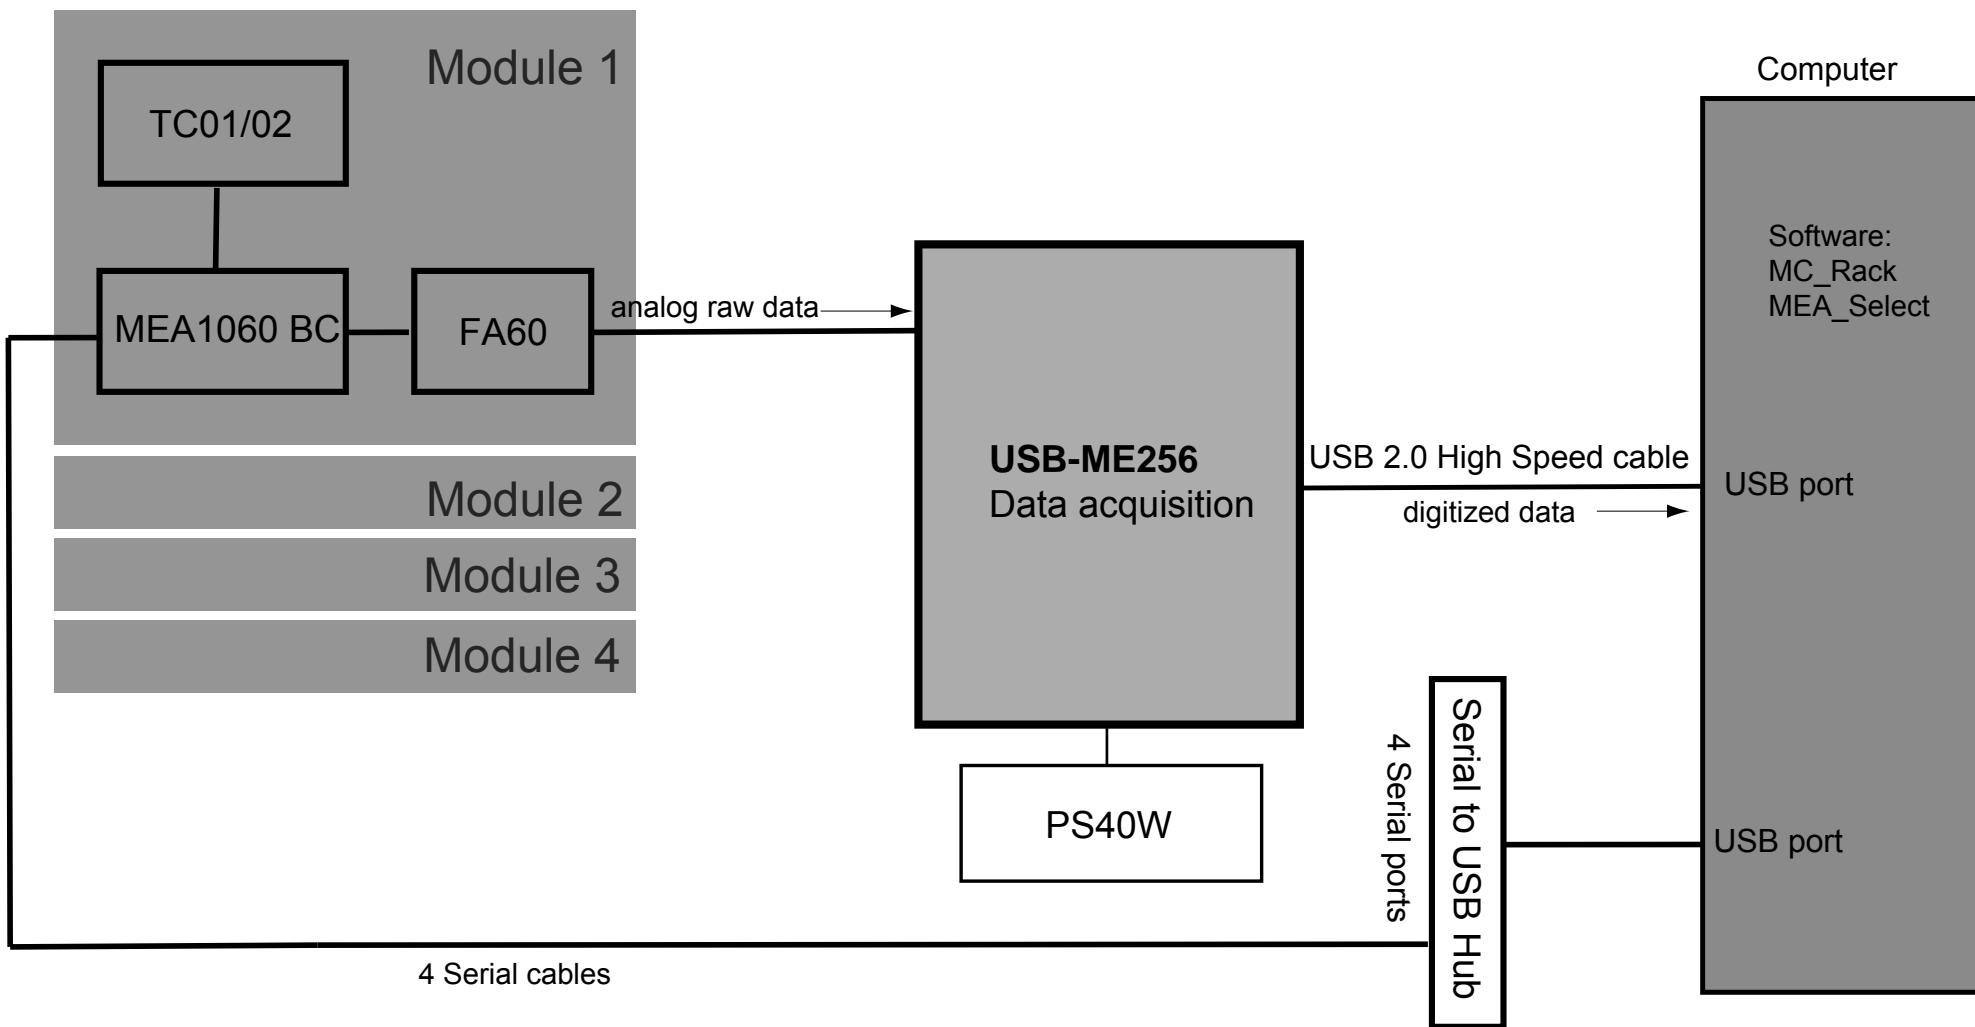 Module 1
TC01/02
MEA1060 BC
FA60
analog raw data
Module 2
Module 3
Module 4
USB-ME256
Data acquisition
PS40W
USB 2.0 High Speed cable
digitized data
Computer
Software:
MC_Rack
MEA_Select
USB port
USB port
4 Serial ports
Serial to USB Hub
4 Serial cables